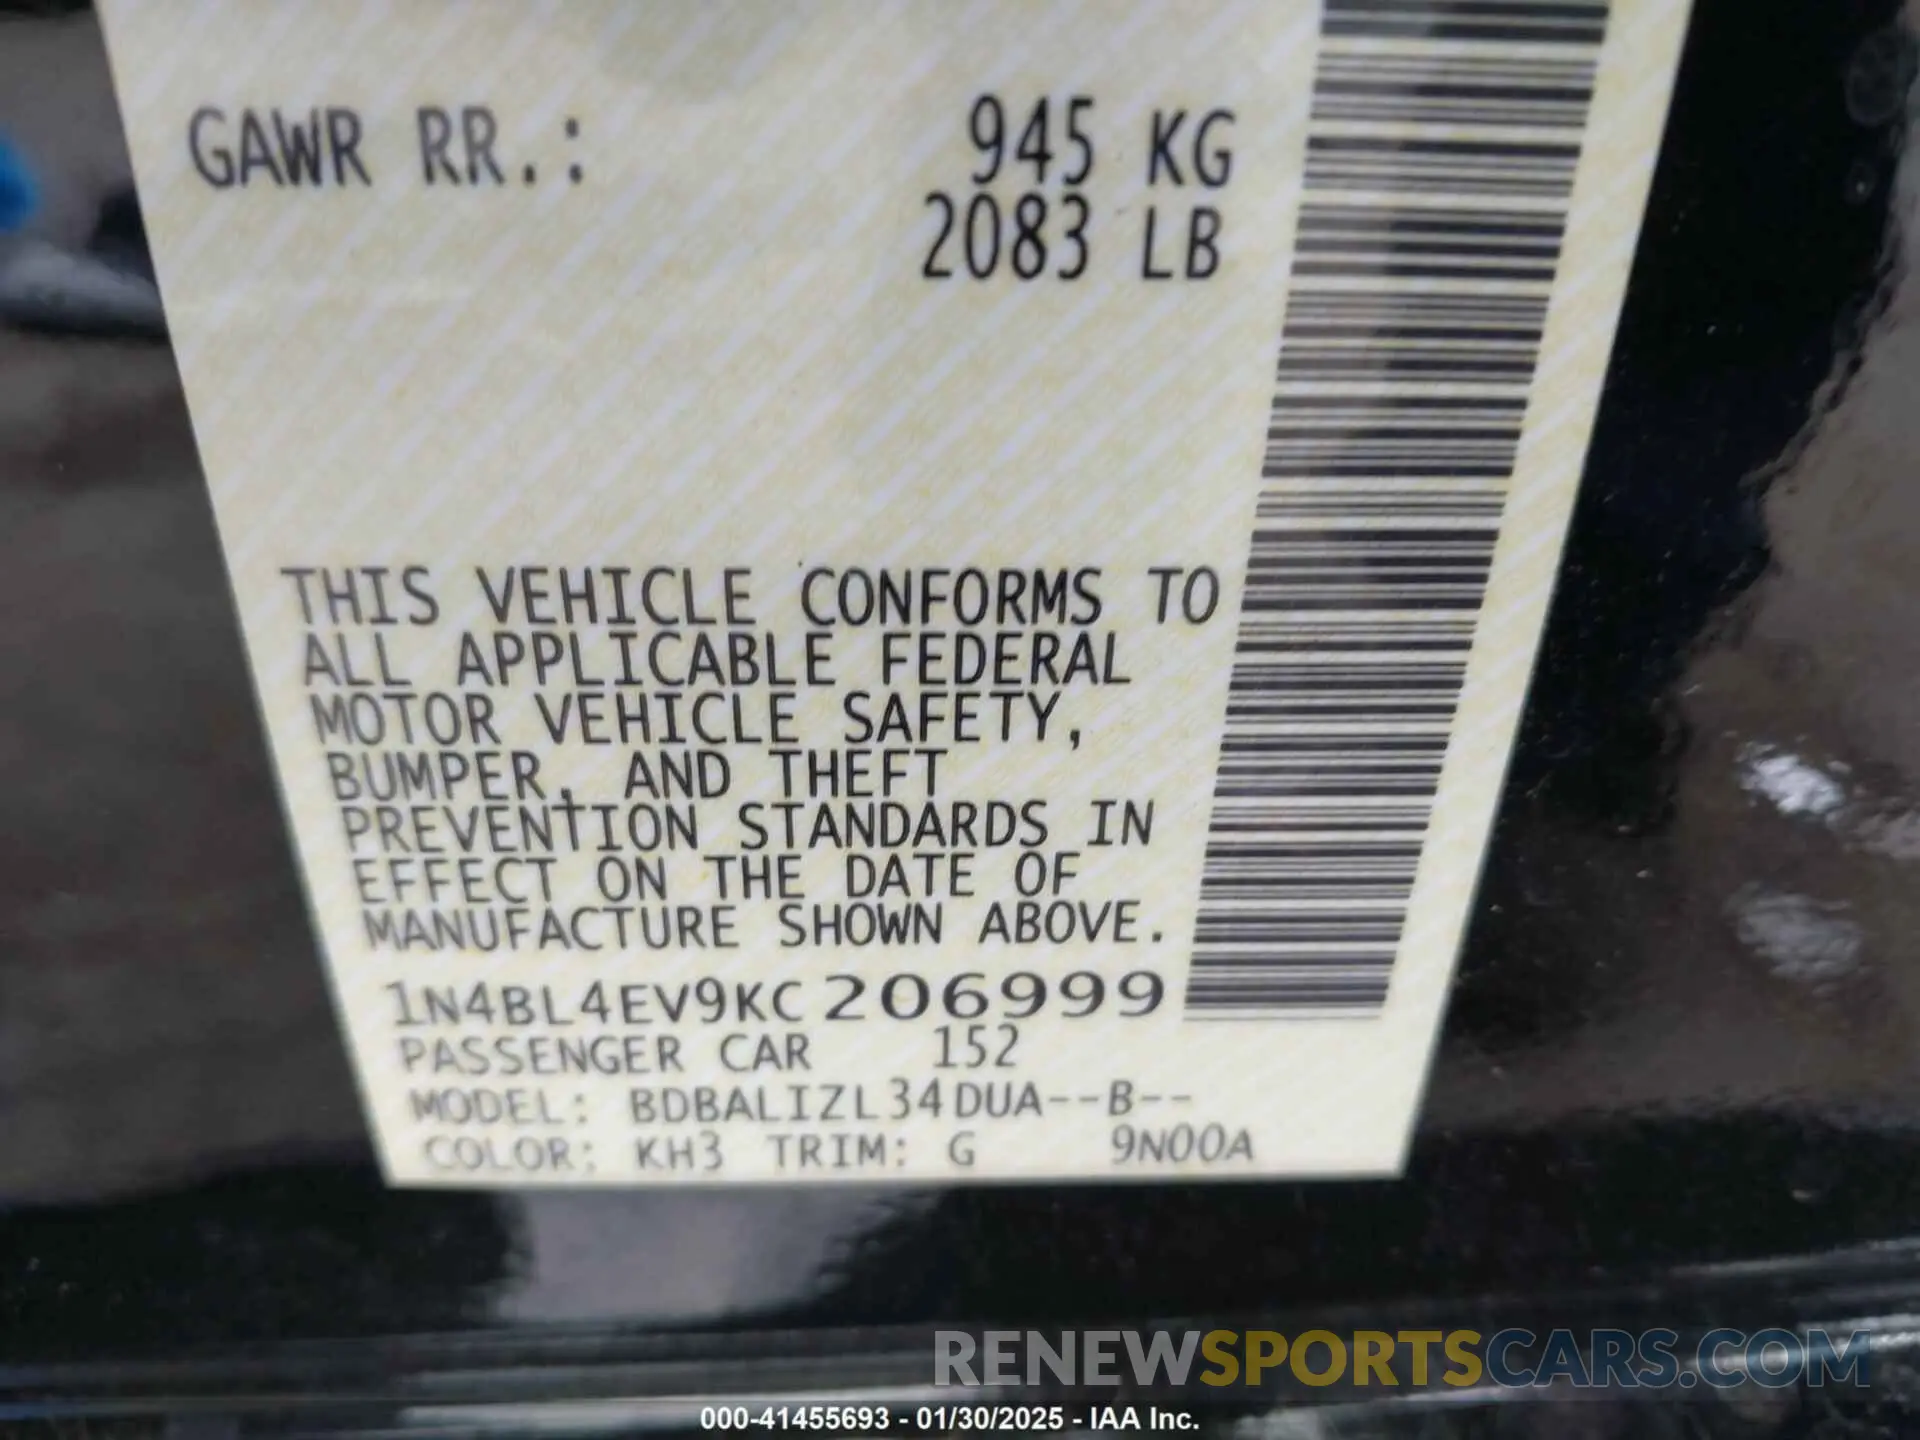 GAWR RR.: 945 KG
2083 LB
THIS VEHICLE CONFORMS TO
ALL APPLICABLE FEDERAL
MOTOR VEHICLE SAFETY,
BUMPER, AND THEFT
PREVENTION STANDARDS IN
EFFECT ON THE DATE OF
MANUFACTURE SHOWN ABOVE.
1N4BL4EV9KC206999
PASSENGER CAR 152
MODEL: BDBALIZL34DUA--B--
COLOR: KH3 TRIM: G 9N00A
RENEWSPORTSCARS.COM
000-41455693 - 01/30/2025 - IAA Inc.